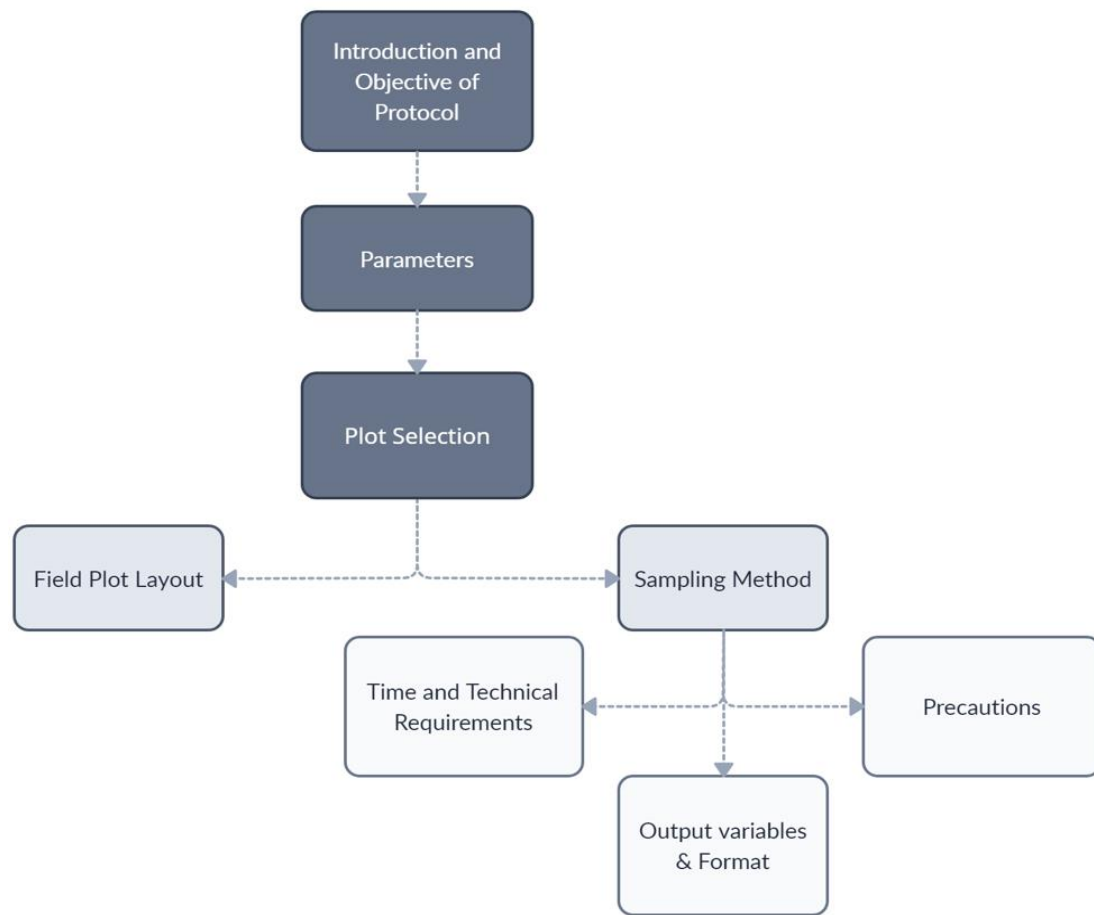 Introduction and
Objective of
Protocol
Parameters
Plot Selection
Field Plot Layout
Sampling Method
Time and Technical
Requirements
Precautions
Output variables
& Format